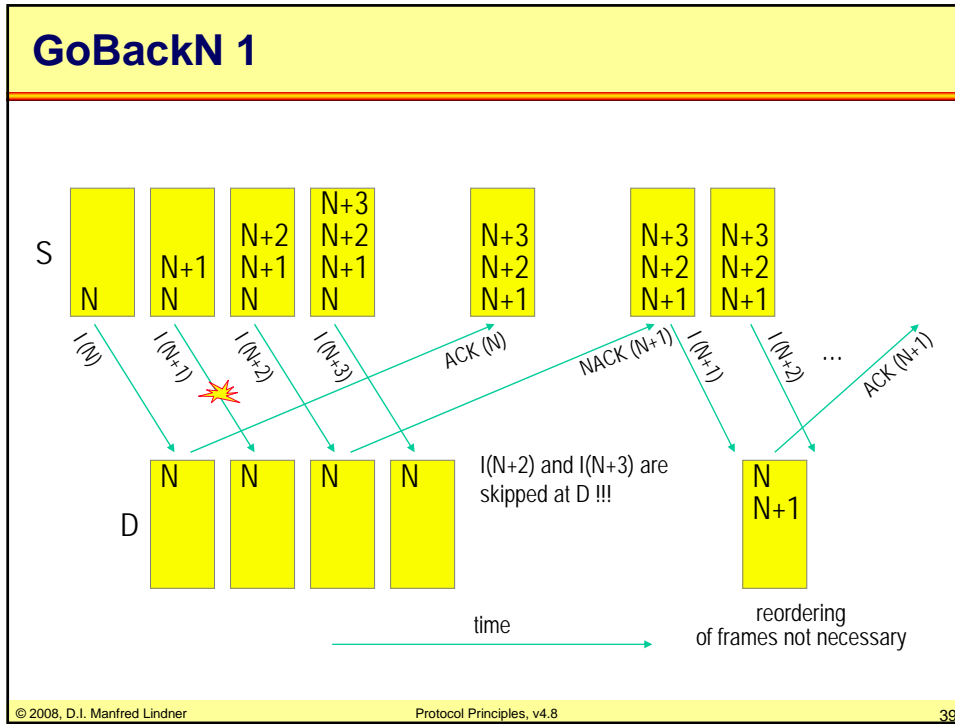 GoBackN 1
S
N
N+1
N
N+2
N+1
N
N+3
N+2
N+1
N
N+3
N+2
N+1
N+3
N+2
N+1
N+3
N+2
N+1
I (N)
I (N+1)
I (N+2)
I (N+3)
ACK (N)
NACK (N+1)
I (N+1)
I (N+2)
...
ACK (N+1)
D
N
N
N
N
I(N+2) and I(N+3) are
skipped at D !!!
N
N+1
time
reordering
of frames not necessary
© 2008, D.I. Manfred Lindner
Protocol Principles, v4.8
39